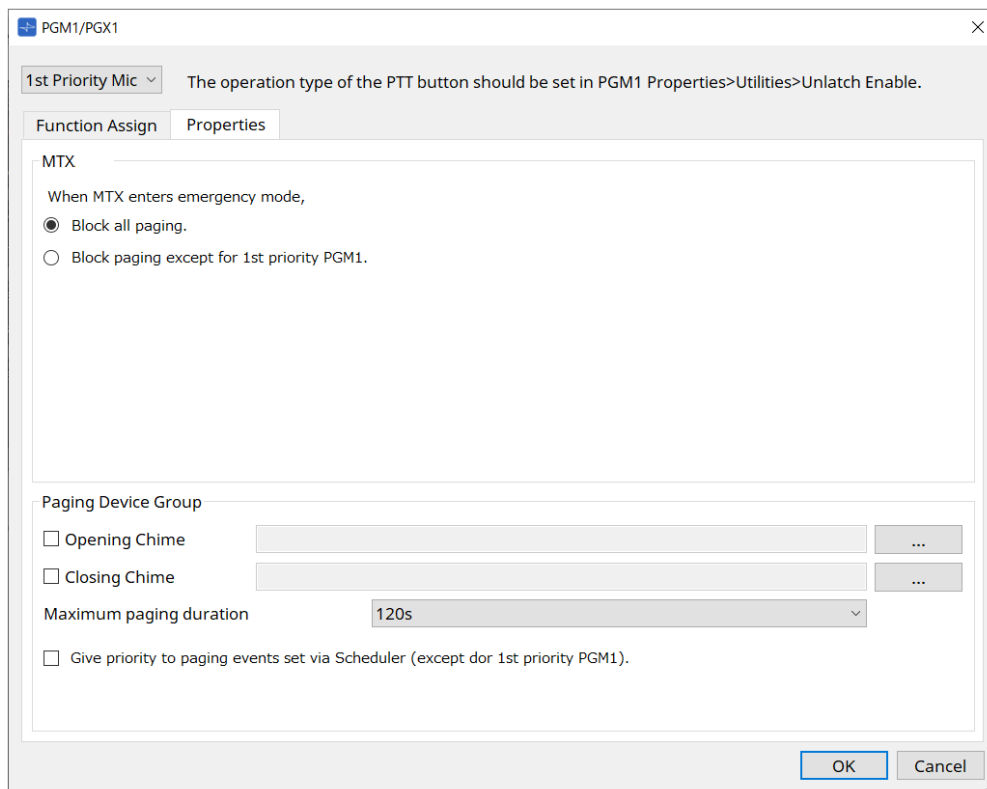 PGM1/PGX1
1st Priority Mic
The operation type of the PTT button should be set in PGM1 Properties>Utilities>Unlatch Enable.
Function Assign
Properties
MTX
When MTX enters emergency mode,
Block all paging.
Block paging except for 1st priority PGM1.
Paging Device Group
Opening Chime
...
Closing Chime
...
Maximum paging duration
120s
Give priority to paging events set via Scheduler (except dor 1st priority PGM1).
OK
Cancel